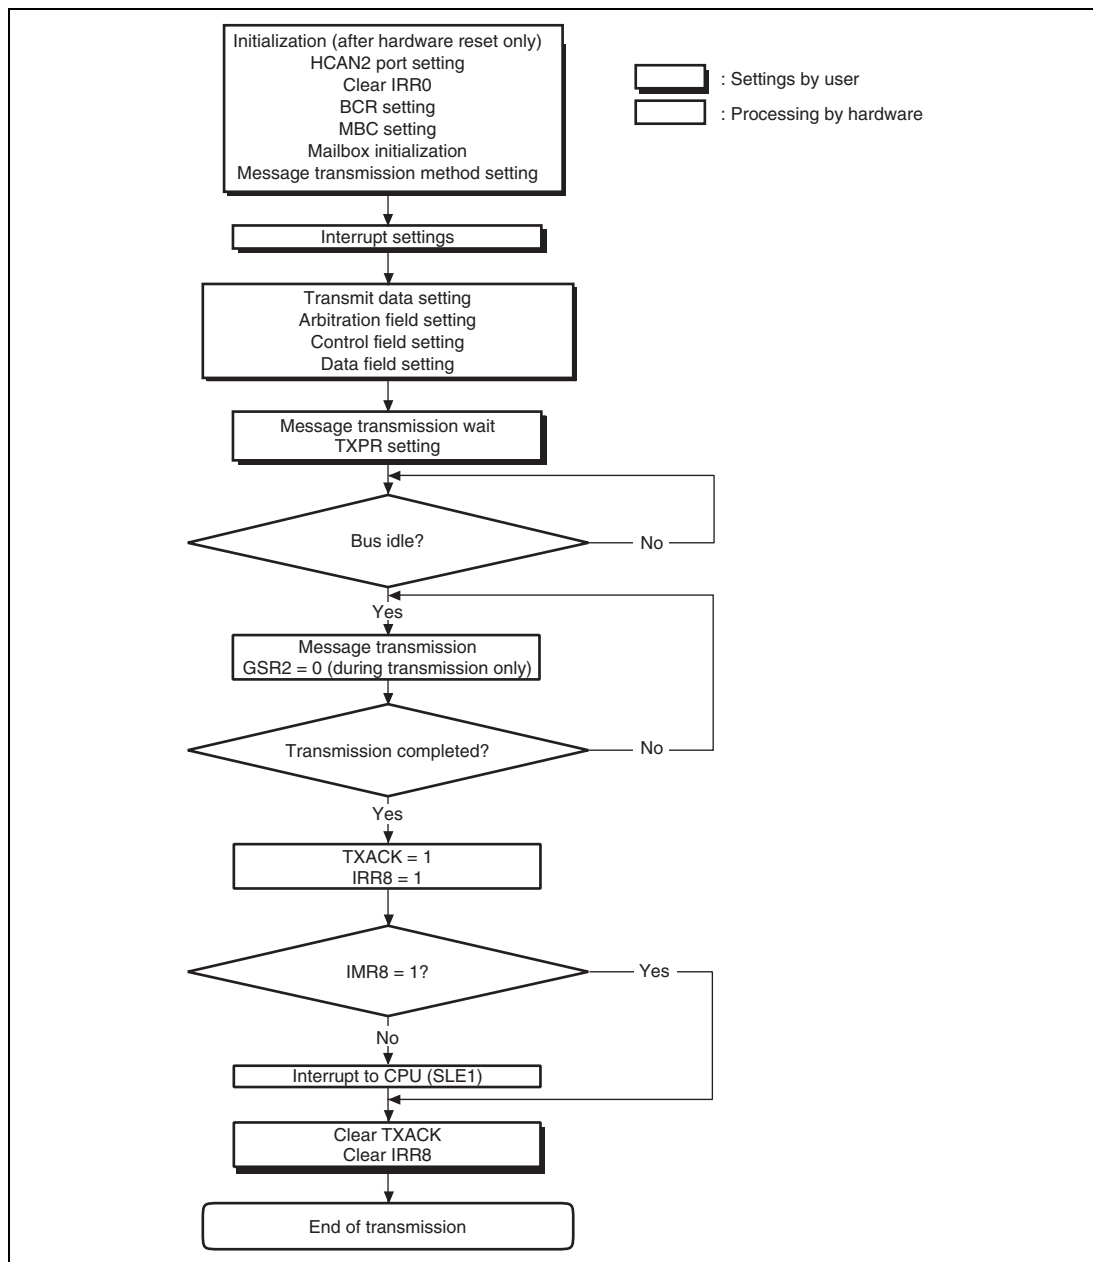 Initialization (after hardware reset only)
HCAN2 port setting
Clear IRR0
BCR setting
MBC setting
Mailbox initialization
Message transmission method setting
: Settings by user
: Processing by hardware
Interrupt settings
Transmit data setting
Arbitration field setting
Control field setting
Data field setting
Message transmission wait
TXPR setting
Bus idle?
No
Yes
Message transmission
GSR2 = 0 (during transmission only)
Transmission completed?
No
Yes
TXACK = 1
IRR8 = 1
IMR8 = 1?
Yes
No
Interrupt to CPU (SLE1)
Clear TXACK
Clear IRR8
End of transmission